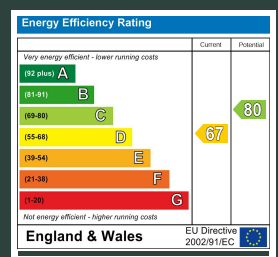 Energy Efficiency Rating
Current Potential
Very energy efficient - lower running costs
(92 plus) A
(81-91) B
(69-80) C
(55-68) D
(39-54) E
(21-38) F
(1-20) G
67
80
Not energy efficient - higher running costs
England & Wales
EU Directive
2002/91/EC